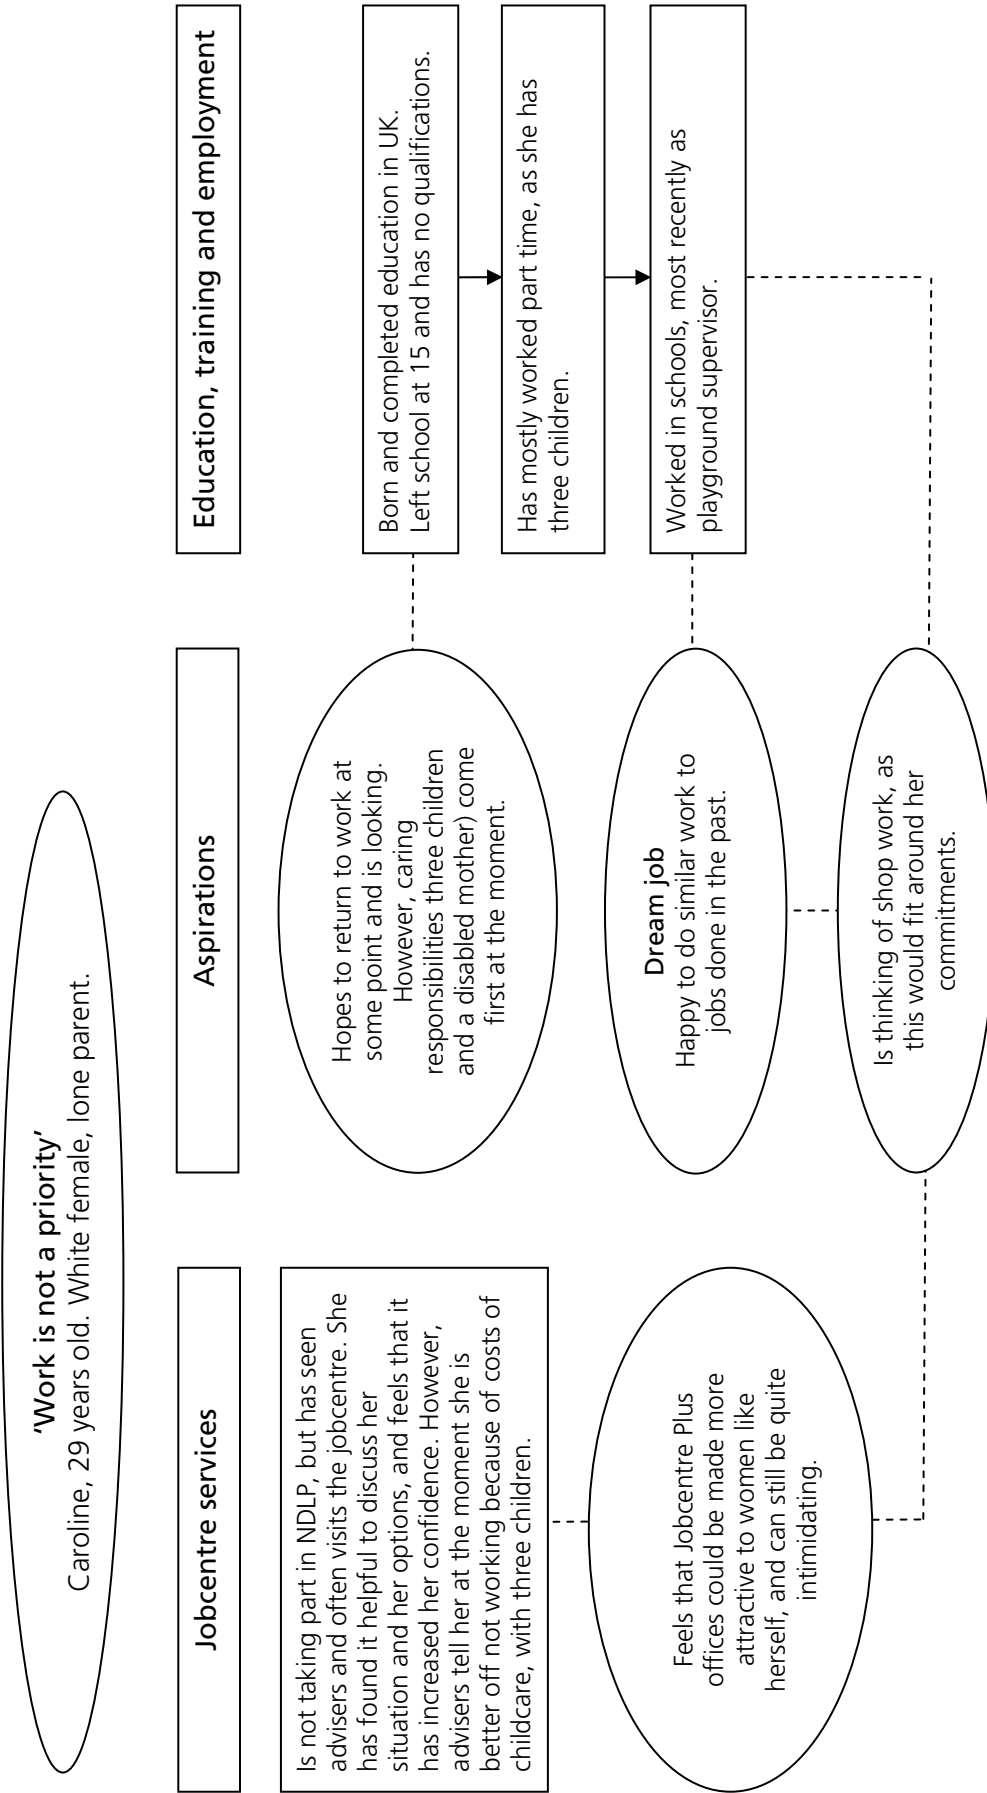 'Work is not a priority'
Caroline, 29 years old. White female, lone parent.
Jobcentre services
Is not taking part in NDLP, but has seen
advisers and often visits the jobcentre. She
has found it helpful to discuss her
situation and her options, and feels that it
has increased her confidence. However,
advisers tell her at the moment she is
better off not working because of costs of
childcare, with three children.
Feels that Jobcentre Plus
offices could be made more
attractive to women like
herself, and can still be quite
intimidating.
Aspirations
Hopes to return to work at
some point and is looking.
However, caring
responsibilities three children
and a disabled mother) come
first at the moment.
Dream job
Happy to do similar work to
jobs done in the past.
Is thinking of shop work, as
this would fit around her
commitments.
Education, training and employment
Born and completed education in UK.
Left school at 15 and has no qualifications.
Has mostly worked part time, as she has
three children.
Worked in schools, most recently as
playground supervisor.